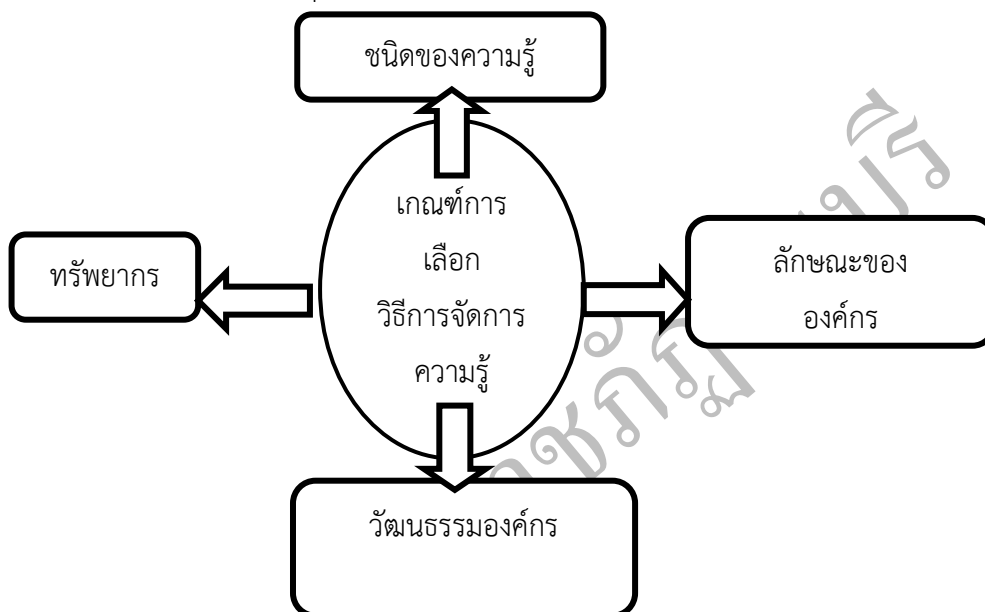 ชนิดของความรู้
เกณฑ์การ
เลือก
วิธีการจัดการ
ความรู้
ทรัพยากร
ลักษณะของ
องค์กร
วัฒนธรรมองค์กร